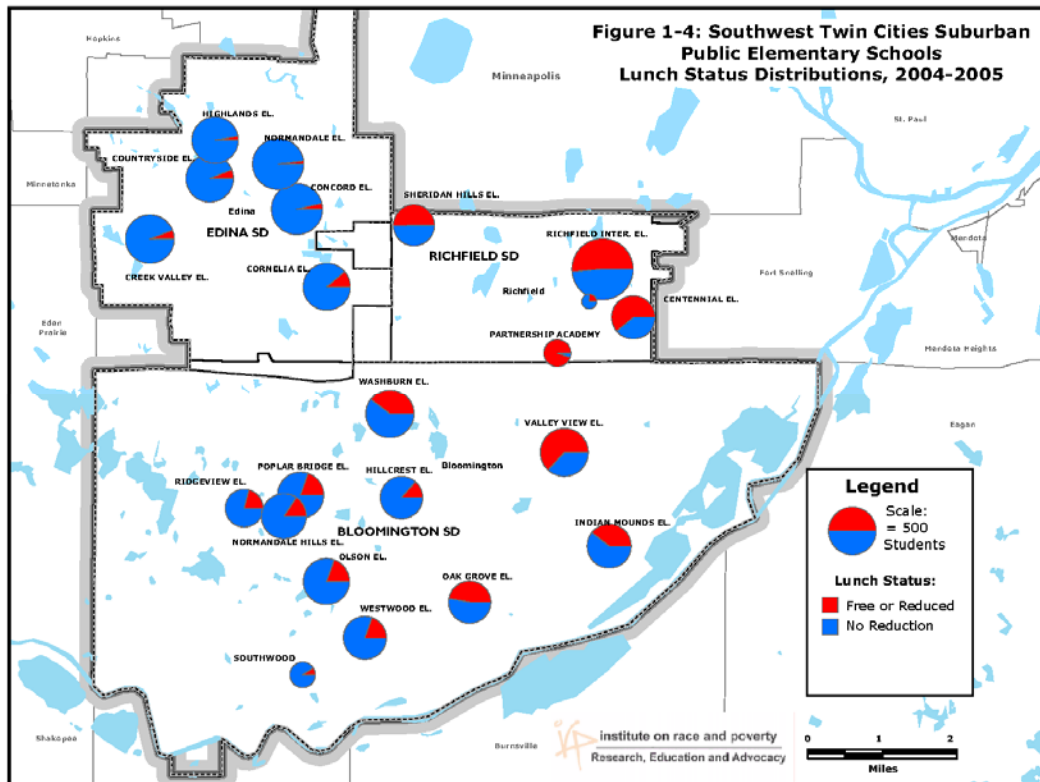 Figure 1-4: Southwest Twin Cities Suburban
Public Elementary Schools
Lunch Status Distributions, 2004-2005
Hopkins
Minneapolis
St. Paul
HIGHLANDS EL.
NORMANDALE EL.
COUNTRYSIDE EL.
Minnetonka
CONCORD EL.
SHERIDAN HILLS EL.
Edina
EDINA SD
RICHFIELD INTER. EL.
Mendota
RICHFIELD SD
CREEK VALLEY EL.
CORNELIA EL.
Fort Snelling
Richfield
CENTENNIAL EL.
Eden
Prairie
PARTNERSHIP ACADEMY
Mendota Heights
WASHBURN EL.
VALLEY VIEW EL.
Eagan
POPLAR BRIDGE EL.
HILLCREST EL.
Bloomington
RIDGEVIEW EL.
BLOOMINGTON SD
NORMANDALE HILLS EL.
INDIAN MOUNDS EL.
OLSON EL.
OAK GROVE EL.
WESTWOOD EL.
SOUTHWOOD
Legend
Scale:
= 500
Students
Lunch Status:
Free or Reduced
No Reduction
Shakopee
Burnsville
institute on race and poverty
Research, Education and Advocacy
0 1 2
Miles